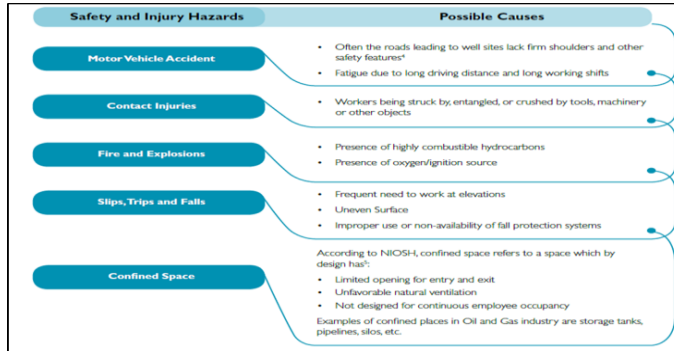 Safety and Injury Hazards
Possible Causes
Motor Vehicle Accident
• Often the roads leading to well sites lack firm shoulders and other
safety features⁴
• Fatigue due to long driving distance and long working shifts
Contact Injuries
• Workers being struck by, entangled, or crushed by tools, machinery
or other objects
Fire and Explosions
• Presence of highly combustible hydrocarbons
• Presence of oxygen/ignition source
Slips, Trips and Falls
• Frequent need to work at elevations
• Uneven Surface
• Improper use or non-availability of fall protection systems
Confined Space
According to NIOSH, confined space refers to a space which by
design has⁵:
• Limited opening for entry and exit
• Unfavorable natural ventilation
• Not designed for continuous employee occupancy
Examples of confined places in Oil and Gas industry are storage tanks,
pipelines, silos, etc.